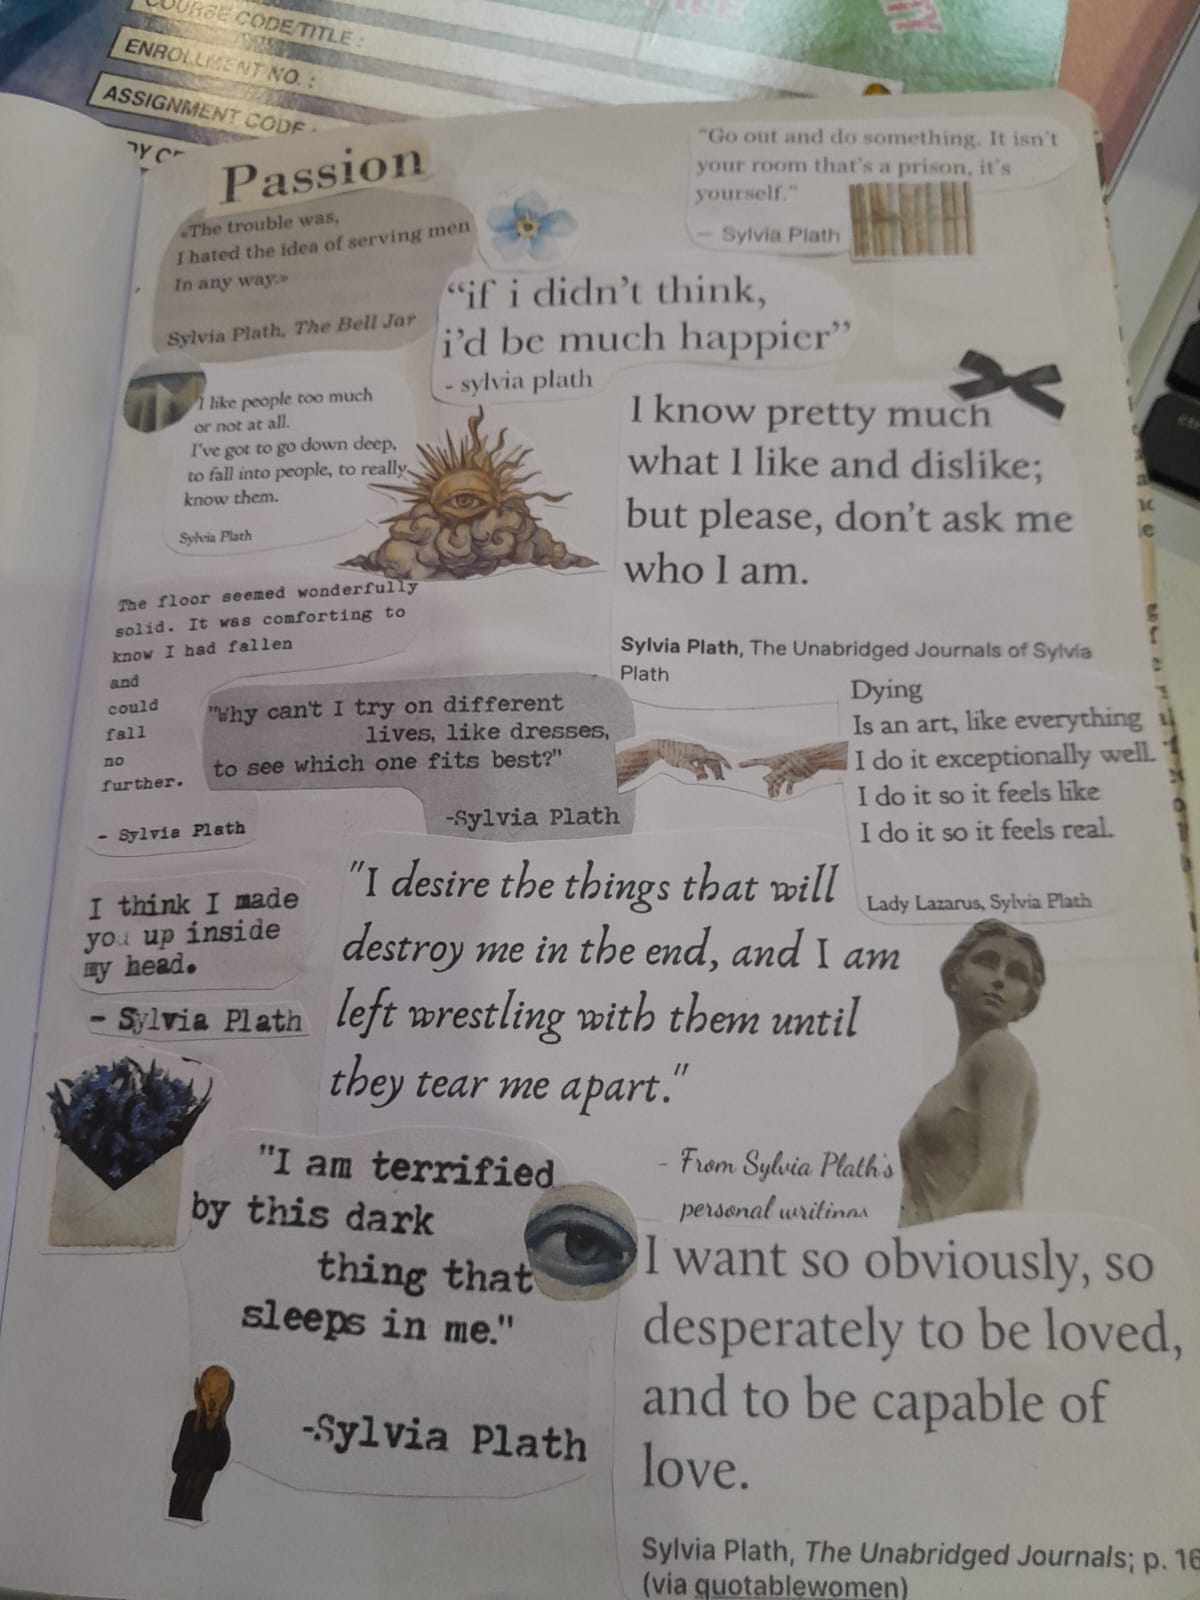 COURSE CODE/TITLE :
ENROLLMENT NO. :
ASSIGNMENT CODE
Passion
«The trouble was,
I hated the idea of serving men
In any way.»
Sylvia Plath, The Bell Jar
"Go out and do something. It isn't
your room that's a prison, it's
yourself."
— Sylvia Plath
“if i didn’t think,
i’d be much happier”
- sylvia plath
I like people too much
or not at all.
I've got to go down deep,
to fall into people, to really
know them.
Sylvia Plath
I know pretty much
what I like and dislike;
but please, don’t ask me
who I am.
Sylvia Plath, The Unabridged Journals of Sylvia
Plath
The floor seemed wonderfully
solid. It was comforting to
know I had fallen
and
could
fall
no
further.
- Sylvia Plath
"Why can't I try on different
lives, like dresses,
to see which one fits best?"
-Sylvia Plath
Dying
Is an art, like everything
I do it exceptionally well.
I do it so it feels like
I do it so it feels real.
Lady Lazarus, Sylvia Plath
I think I made
you up inside
my head.
- Sylvia Plath
"I desire the things that will
destroy me in the end, and I am
left wrestling with them until
they tear me apart."
- From Sylvia Plath's
personal writings
"I am terrified
by this dark
thing that
sleeps in me."
-Sylvia Plath
I want so obviously, so
desperately to be loved,
and to be capable of
love.
Sylvia Plath, The Unabridged Journals; p. 16
(via quotablewomen)